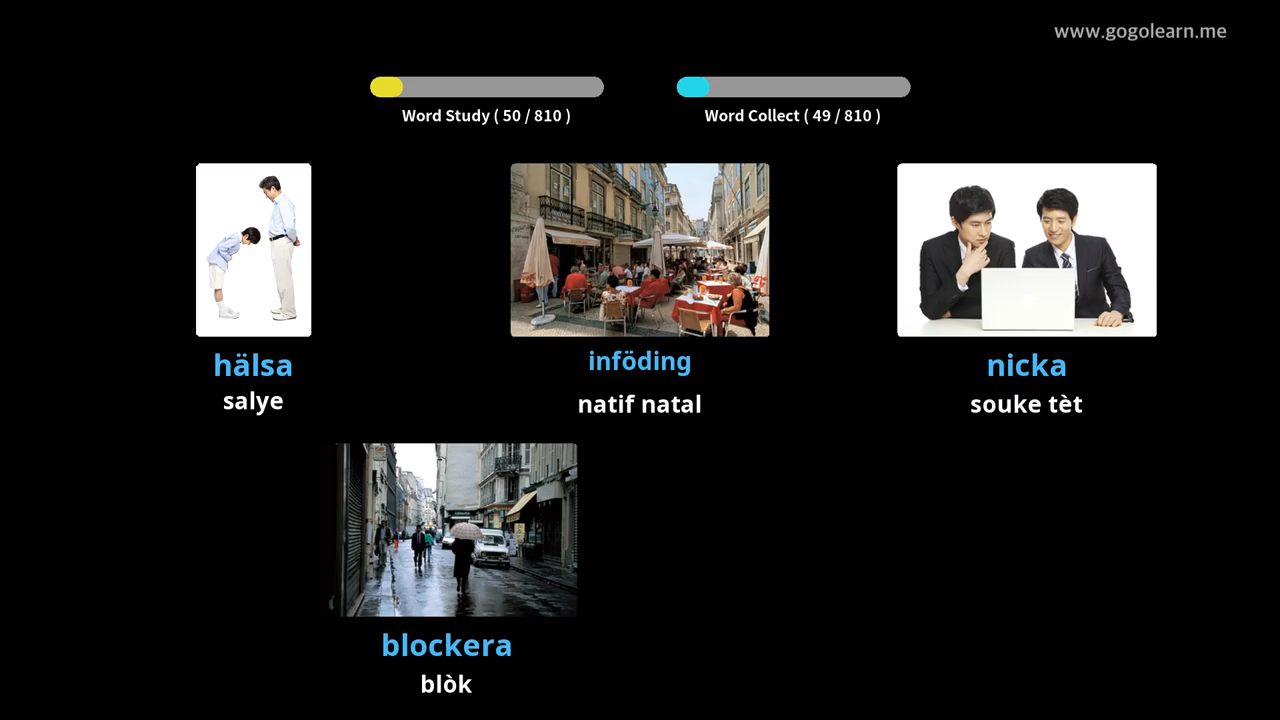 www.gogolearn.me
Word Study ( 50 / 810 )
Word Collect ( 49 / 810 )
hälsa
salye
inföding
natif natal
nicka
souke tèt
blockera
blòk